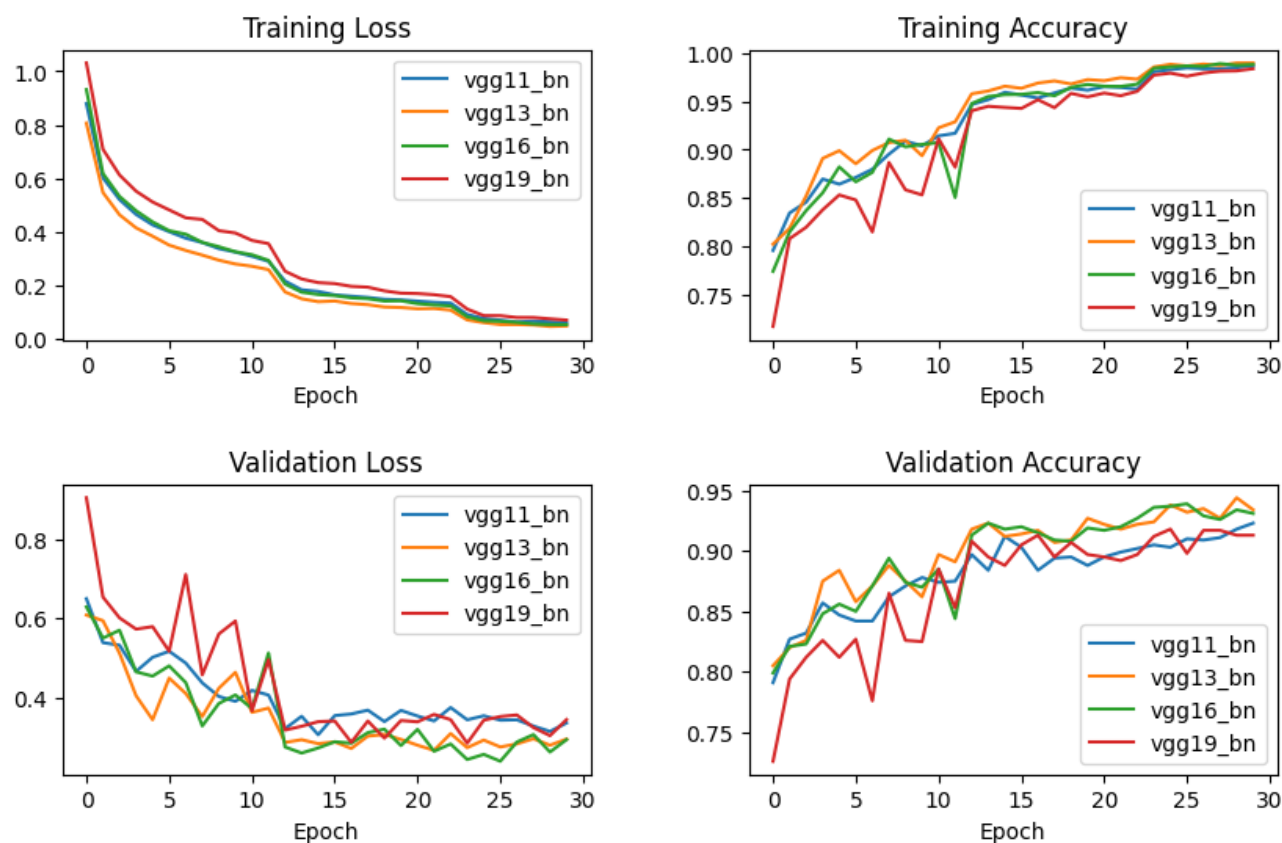 Training Loss
1.0
0.8
0.6
0.4
0.2
0.0
vgg11_bn
vgg13_bn
vgg16_bn
vgg19_bn
0 5 10 15 20 25 30
Epoch
Training Accuracy
1.00
0.95
0.90
0.85
0.80
0.75
vgg11_bn
vgg13_bn
vgg16_bn
vgg19_bn
0 5 10 15 20 25 30
Epoch
Validation Loss
0.8
0.6
0.4
vgg11_bn
vgg13_bn
vgg16_bn
vgg19_bn
0 5 10 15 20 25 30
Epoch
Validation Accuracy
0.95
0.90
0.85
0.80
0.75
vgg11_bn
vgg13_bn
vgg16_bn
vgg19_bn
0 5 10 15 20 25 30
Epoch